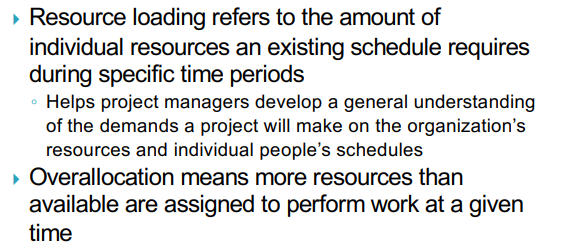 Resource loading refers to the amount of
individual resources an existing schedule requires
during specific time periods
Helps project managers develop a general understanding
of the demands a project will make on the organization's
resources and individual people's schedules
Overallocation means more resources than
available are assigned to perform work at a given
time